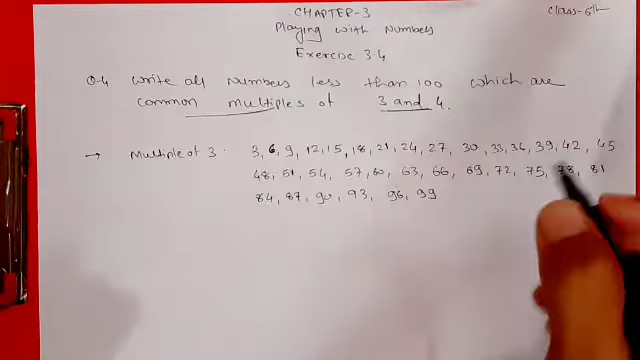 CHAPTER-3
Class-6th
Playing with Numbers
Exercise 3.4
Q.4 Write all Numbers less than 100 which are
common multiples of 3 and 4.
→ Multiple of 3. 3, 6, 9, 12, 15, 18, 21, 24, 27, 30, 33, 36, 39, 42, 45
48, 51, 54, 57, 60, 63, 66, 69, 72, 75, 78, 81
84, 87, 90, 93, 96, 99